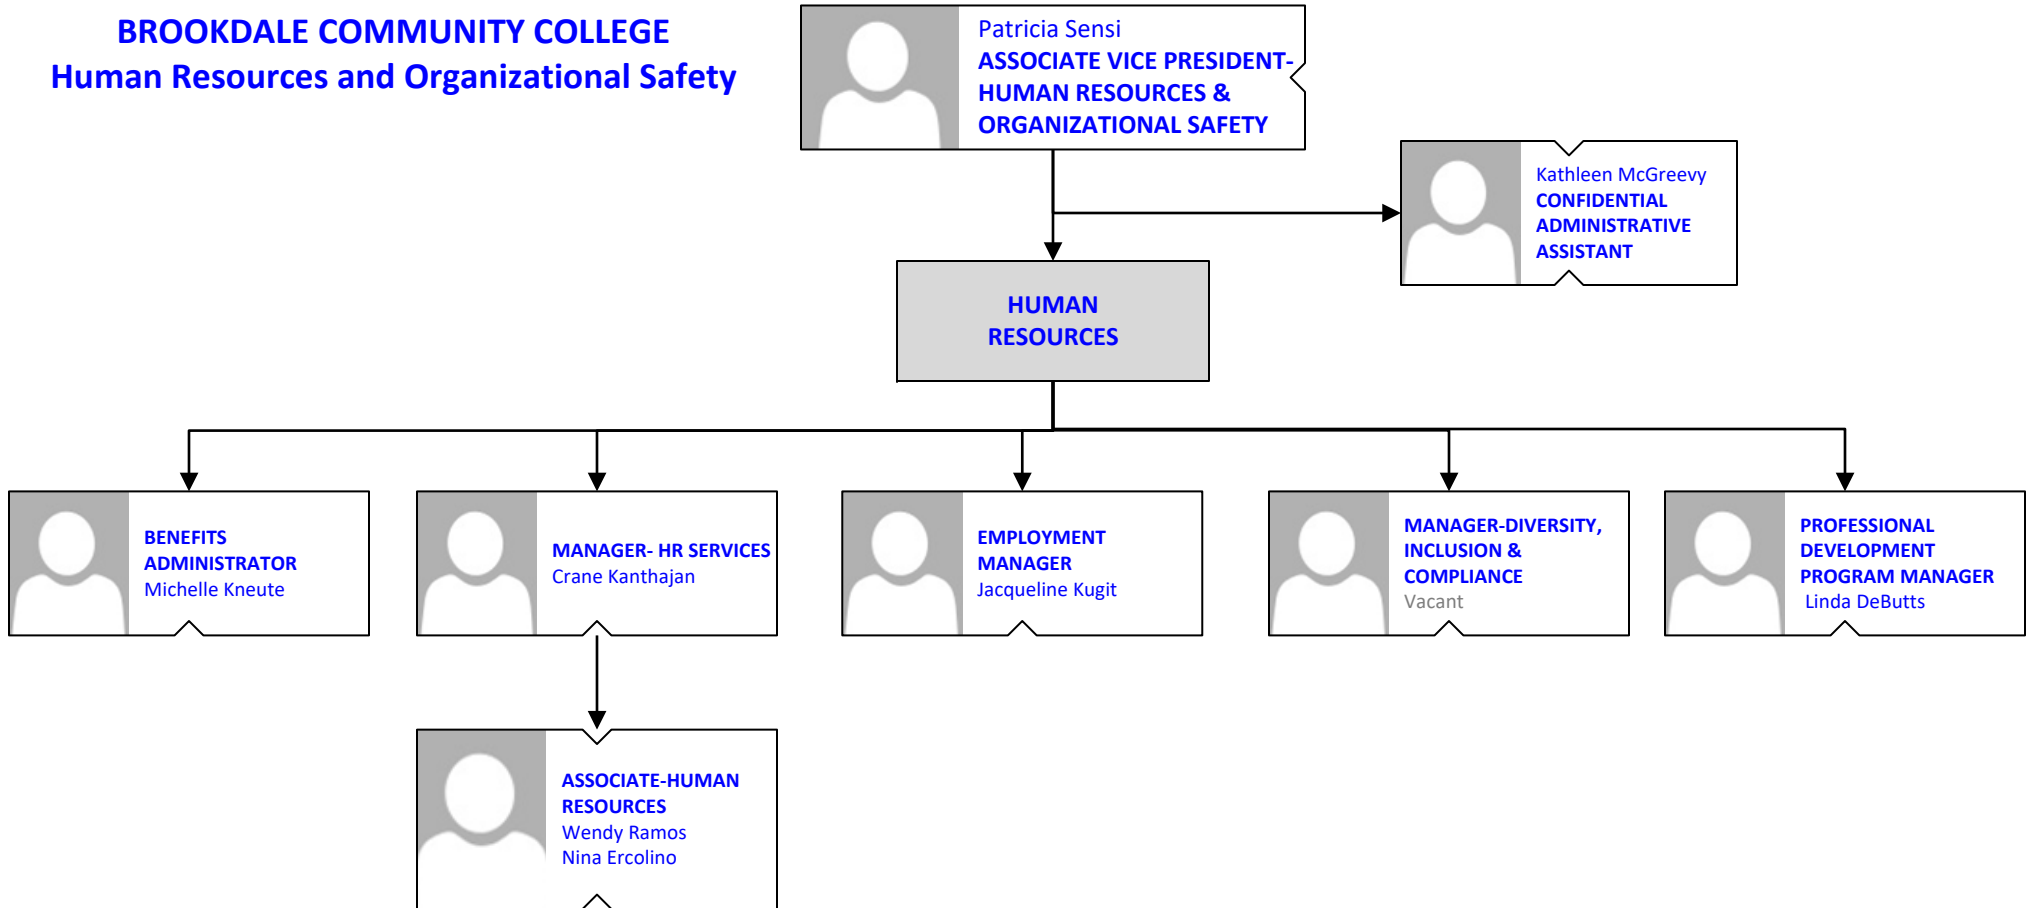 BROOKDALE COMMUNITY COLLEGE
Human Resources and Organizational Safety
Patricia Sensi
ASSOCIATE VICE PRESIDENT-
HUMAN RESOURCES &
ORGANIZATIONAL SAFETY
Kathleen McGreevy
CONFIDENTIAL
ADMINISTRATIVE
ASSISTANT
HUMAN
RESOURCES
BENEFITS
ADMINISTRATOR
Michelle Kneute
MANAGER- HR SERVICES
Crane Kanthajan
EMPLOYMENT
MANAGER
Jacqueline Kugit
MANAGER-DIVERSITY,
INCLUSION &
COMPLIANCE
Vacant
PROFESSIONAL
DEVELOPMENT
PROGRAM MANAGER
Linda DeButts
ASSOCIATE-HUMAN
RESOURCES
Wendy Ramos
Nina Ercolino